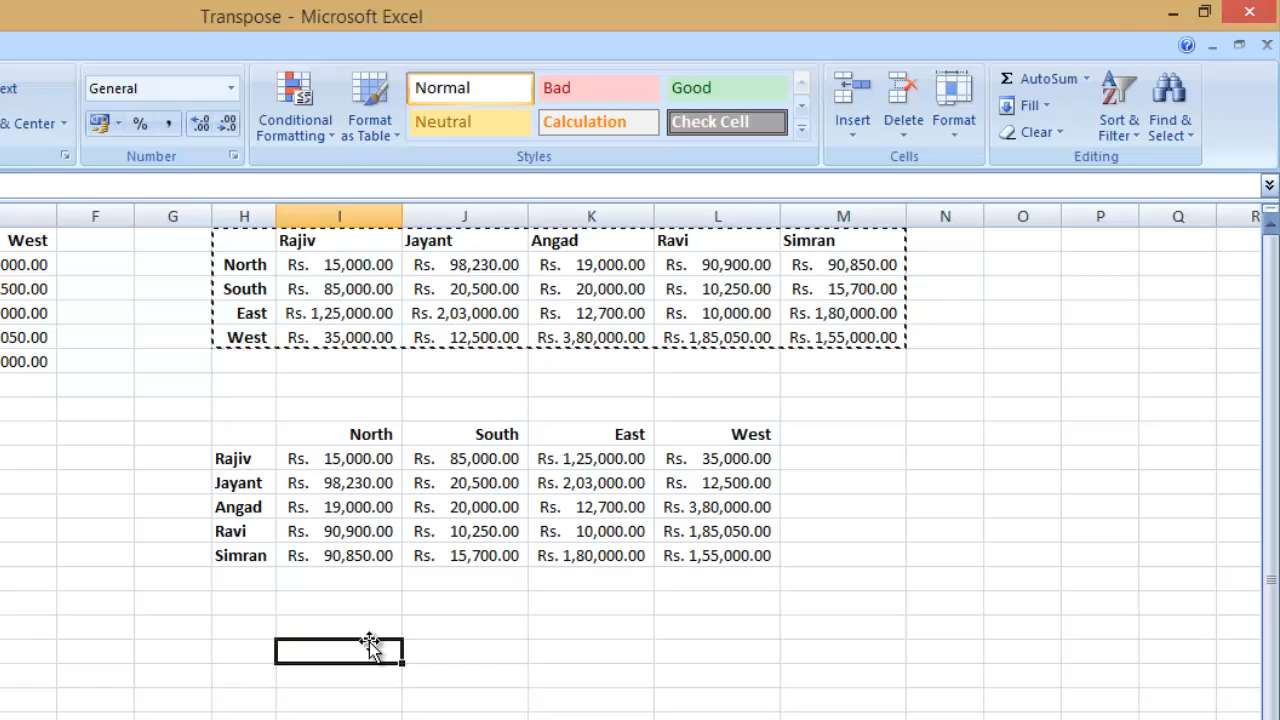 Transpose - Microsoft Excel
ext General Conditional Formatting Format as Table Normal Bad Good Insert Delete Format Σ AutoSum Fill Clear Sort & Filter Find & Select
& Center % , Neutral Calculation Check Cell
Number Styles Cells Editing
F G H I J K L M N O P Q R
West Rajiv Jayant Angad Ravi Simran
000.00 North Rs. 15,000.00 Rs. 98,230.00 Rs. 19,000.00 Rs. 90,900.00 Rs. 90,850.00
500.00 South Rs. 85,000.00 Rs. 20,500.00 Rs. 20,000.00 Rs. 10,250.00 Rs. 15,700.00
000.00 East Rs. 1,25,000.00 Rs. 2,03,000.00 Rs. 12,700.00 Rs. 10,000.00 Rs. 1,80,000.00
050.00 West Rs. 35,000.00 Rs. 12,500.00 Rs. 3,80,000.00 Rs. 1,85,050.00 Rs. 1,55,000.00
000.00
North South East West
Rajiv Rs. 15,000.00 Rs. 85,000.00 Rs. 1,25,000.00 Rs. 35,000.00
Jayant Rs. 98,230.00 Rs. 20,500.00 Rs. 2,03,000.00 Rs. 12,500.00
Angad Rs. 19,000.00 Rs. 20,000.00 Rs. 12,700.00 Rs. 3,80,000.00
Ravi Rs. 90,900.00 Rs. 10,250.00 Rs. 10,000.00 Rs. 1,85,050.00
Simran Rs. 90,850.00 Rs. 15,700.00 Rs. 1,80,000.00 Rs. 1,55,000.00